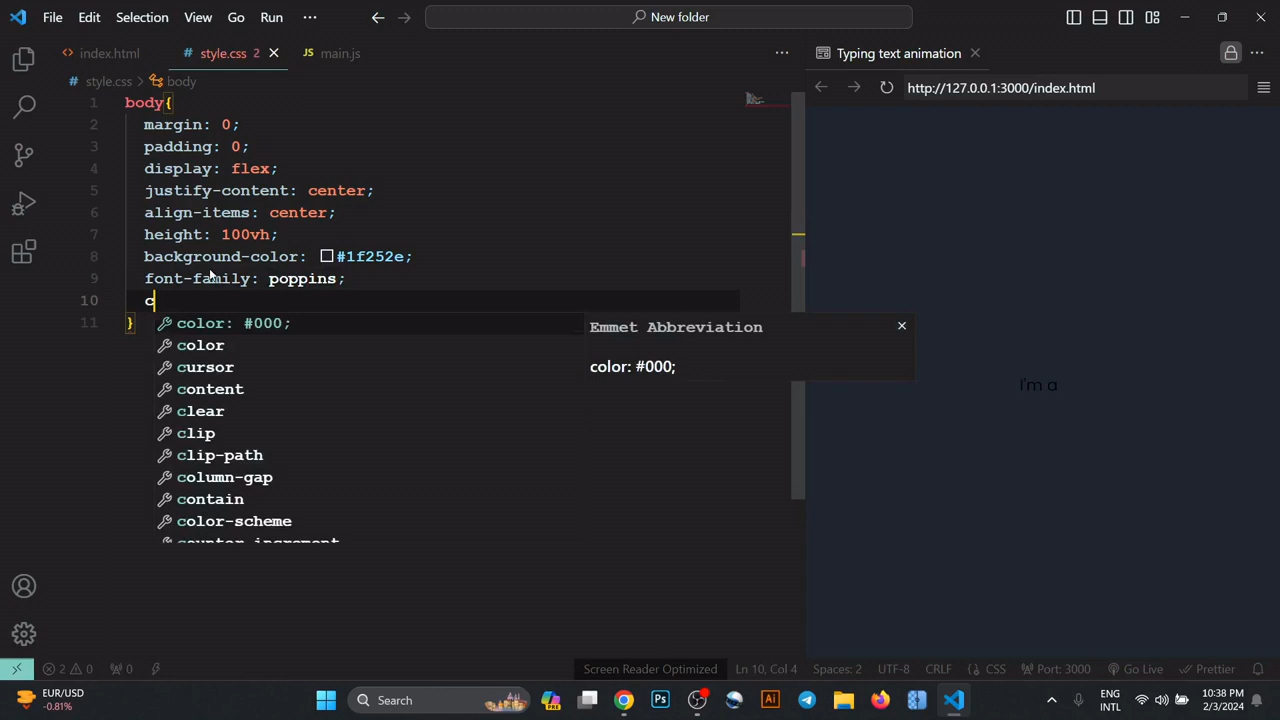 File Edit Selection View Go Run ··· New folder
index.html
style.css 2
main.js
style.css > body
1 body{
2 margin: 0;
3 padding: 0;
4 display: flex;
5 justify-content: center;
6 align-items: center;
7 height: 100vh;
8 background-color: #1f252e;
9 font-family: poppins;
10 c
11 }
color: #000;
color
cursor
content
clear
clip
clip-path
column-gap
contain
color-scheme
counter-increment
Emmet Abbreviation
color: #000;
Typing text animation
http://127.0.0.1:3000/index.html
I'm a
2 0 0 Screen Reader Optimized Ln 10, Col 4 Spaces: 2 UTF-8 CRLF {} CSS Port: 3000 Go Live Prettier
EUR/USD
-0.81%
Search
PRE
Ps
Ai
ENG
INTL
10:38 PM
2/3/2024